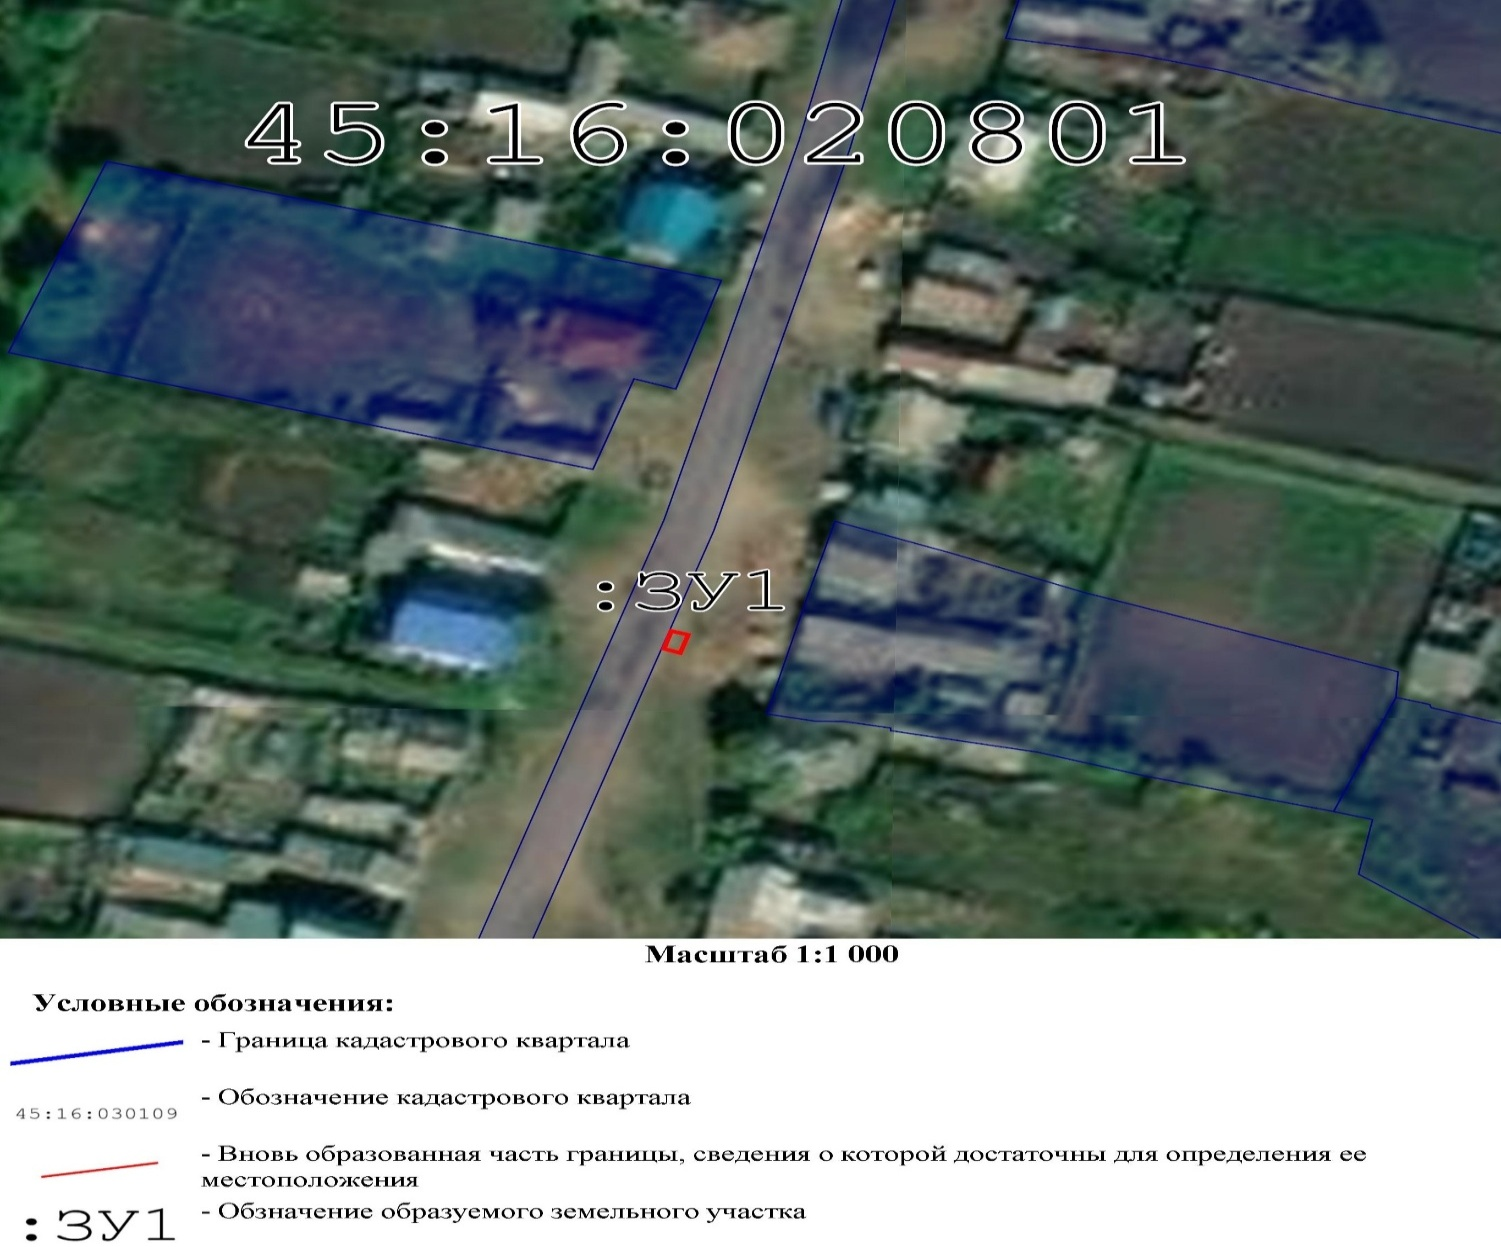 45:16:020801
:ЗУ1
Масштаб 1:1 000
Условные обозначения:
- Граница кадастрового квартала
45:16:030109
- Обозначение кадастрового квартала
- Вновь образованная часть границы, сведения о которой достаточны для определения ее
местоположения
:ЗУ1
- Обзначение образуемого земельного участка